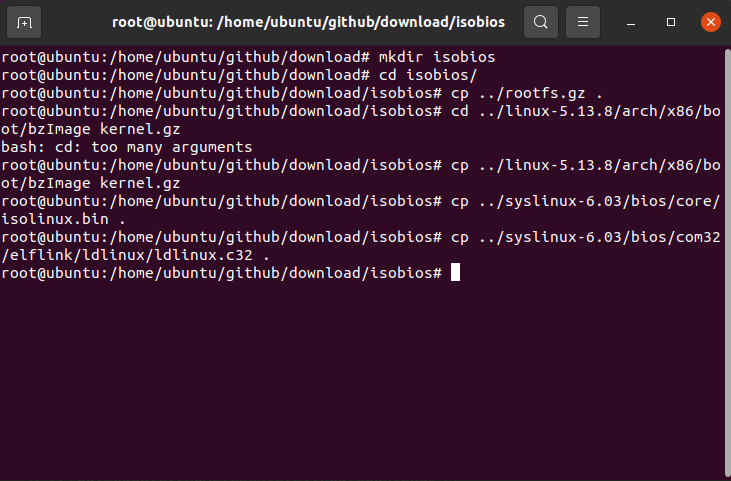 root@ubuntu: /home/ubuntu/github/download/isobios
root@ubuntu:/home/ubuntu/github/download# mkdir isobios
root@ubuntu:/home/ubuntu/github/download# cd isobios/
root@ubuntu:/home/ubuntu/github/download/isobios# cp ../rootfs.gz .
root@ubuntu:/home/ubuntu/github/download/isobios# cd ../linux-5.13.8/arch/x86/bo
ot/bzImage kernel.gz
bash: cd: too many arguments
root@ubuntu:/home/ubuntu/github/download/isobios# cp ../linux-5.13.8/arch/x86/bo
ot/bzImage kernel.gz
root@ubuntu:/home/ubuntu/github/download/isobios# cp ../syslinux-6.03/bios/core/
isolinux.bin .
root@ubuntu:/home/ubuntu/github/download/isobios# cp ../syslinux-6.03/bios/com32
/elflink/ldlinux/ldlinux.c32 .
root@ubuntu:/home/ubuntu/github/download/isobios#